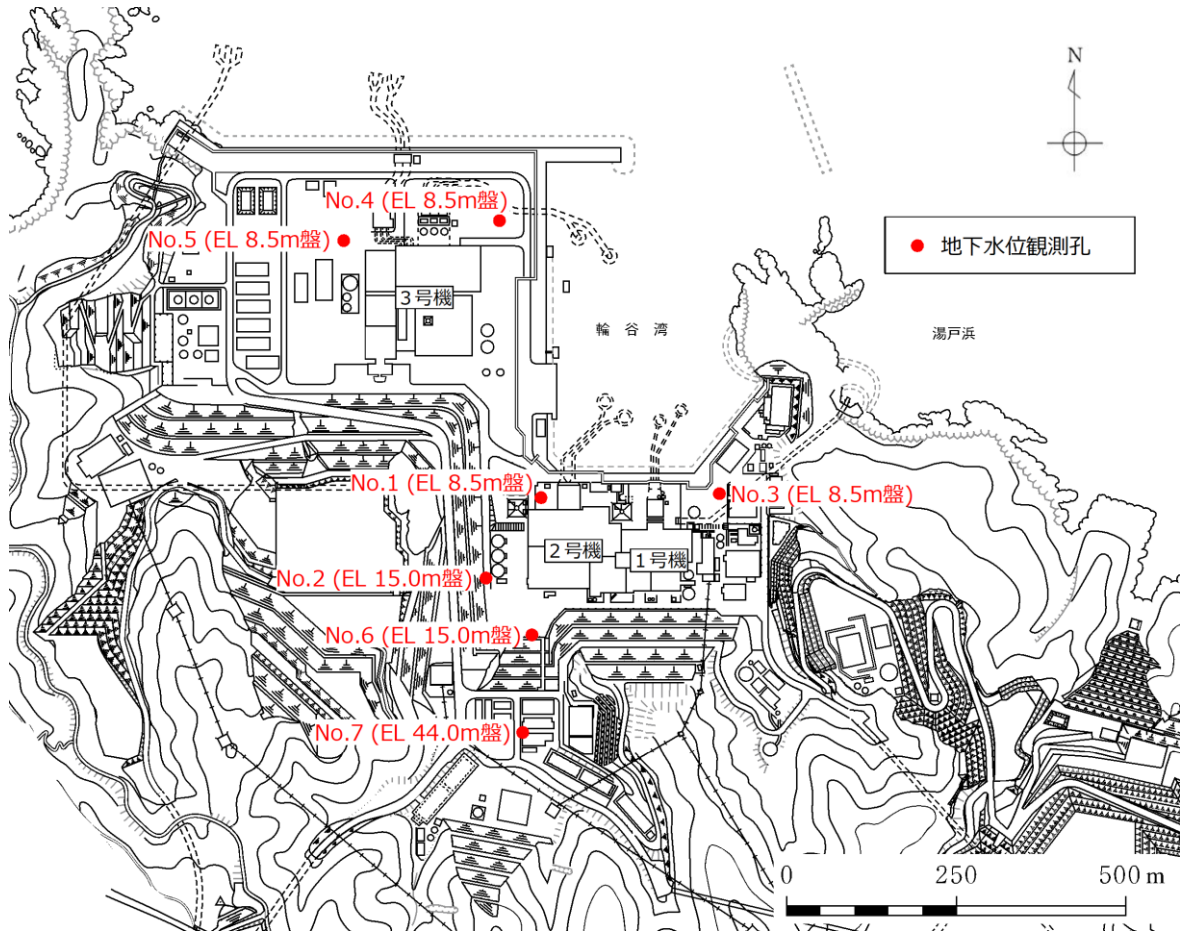 N
No.4 (EL 8.5m盤)
No.5 (EL 8.5m盤)
地下水位観測孔
3号機
輪谷湾
湯戸浜
No.1 (EL 8.5m盤)
No.3 (EL 8.5m盤)
2号機
1号機
No.2 (EL 15.0m盤)
No.6 (EL 15.0m盤)
No.7 (EL 44.0m盤)
0 250 500 m